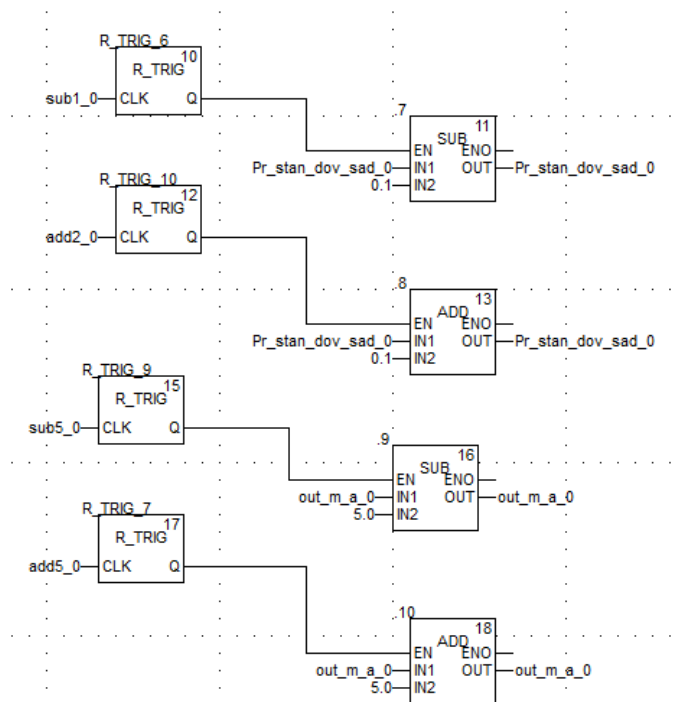 R_TRIG_6
10
R_TRIG
sub1_0 CLK Q
.7
11
SUB
EN ENO
Pr_stan_dov_sad_0 IN1 OUT Pr_stan_dov_sad_0
0.1 IN2
R_TRIG_10
12
R_TRIG
add2_0 CLK Q
.8
13
ADD
EN ENO
Pr_stan_dov_sad_0 IN1 OUT Pr_stan_dov_sad_0
0.1 IN2
R_TRIG_9
15
R_TRIG
sub5_0 CLK Q
.9
16
SUB
EN ENO
out_m_a_0 IN1 OUT out_m_a_0
5.0 IN2
R_TRIG_7
17
R_TRIG
add5_0 CLK Q
.10
18
ADD
EN ENO
out_m_a_0 IN1 OUT out_m_a_0
5.0 IN2